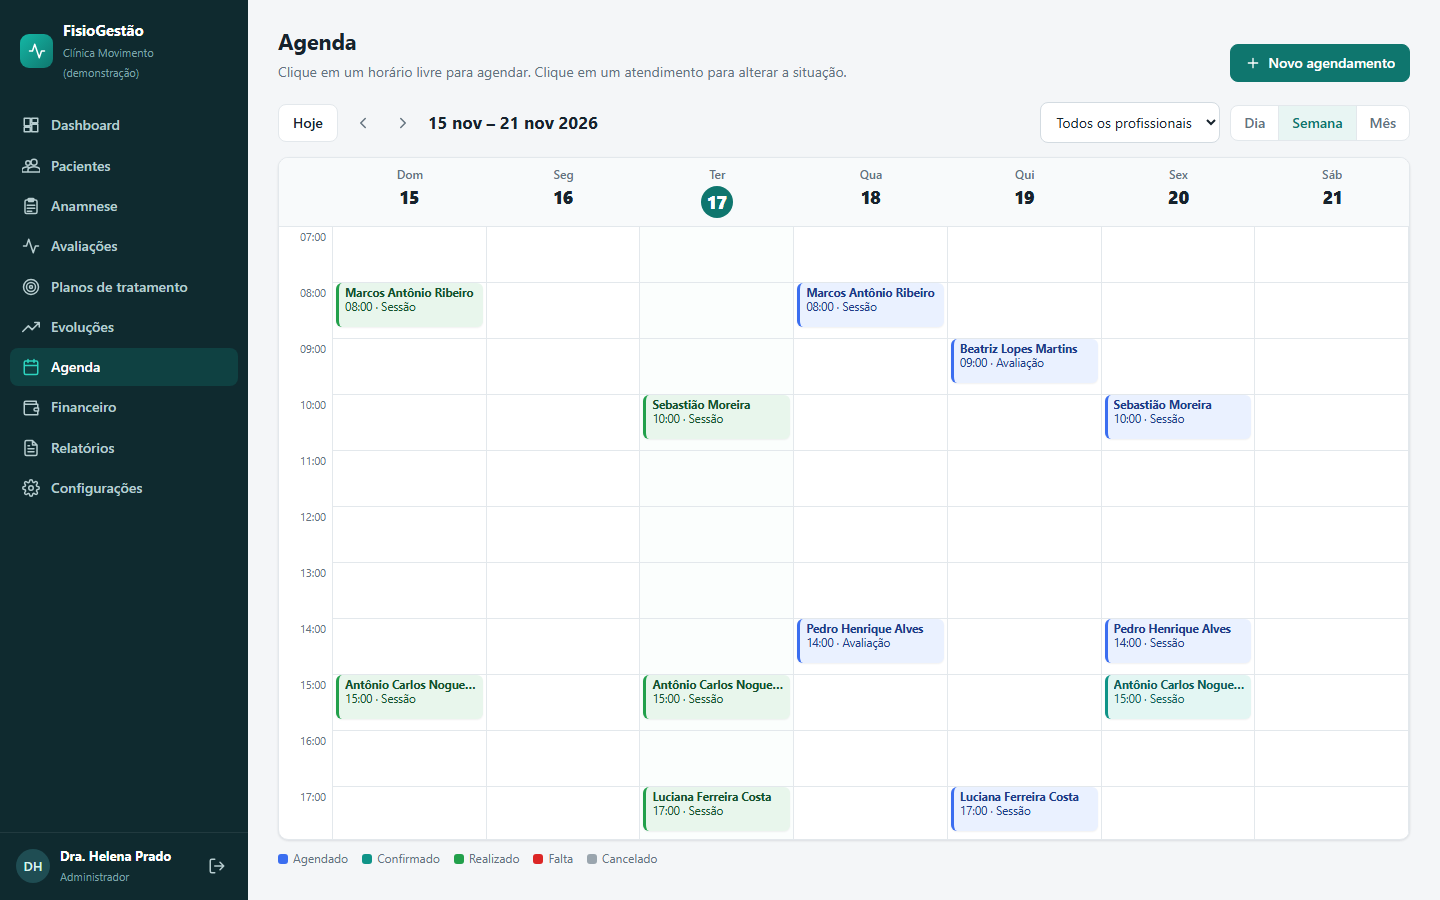 FisioGestão
Clínica Movimento
(demonstração)
Dashboard
Pacientes
Anamnese
Avaliações
Planos de tratamento
Evoluções
Agenda
Financeiro
Relatórios
Configurações
DH
Dra. Helena Prado
Administrador
Agenda
Clique em um horário livre para agendar. Clique em um atendimento para alterar a situação.
+ Novo agendamento
Hoje
15 nov – 21 nov 2026
Todos os profissionais
Dia
Semana
Mês
Dom
15
Seg
16
Ter
17
Qua
18
Qui
19
Sex
20
Sáb
21
07:00
08:00
Marcos Antônio Ribeiro
08:00 · Sessão
Marcos Antônio Ribeiro
08:00 · Sessão
09:00
Beatriz Lopes Martins
09:00 · Avaliação
10:00
Sebastião Moreira
10:00 · Sessão
Sebastião Moreira
10:00 · Sessão
11:00
12:00
13:00
14:00
Pedro Henrique Alves
14:00 · Avaliação
Pedro Henrique Alves
14:00 · Sessão
15:00
Antônio Carlos Nogue...
15:00 · Sessão
Antônio Carlos Nogue...
15:00 · Sessão
Antônio Carlos Nogue...
15:00 · Sessão
16:00
17:00
Luciana Ferreira Costa
17:00 · Sessão
Luciana Ferreira Costa
17:00 · Sessão
Agendado
Confirmado
Realizado
Falta
Cancelado